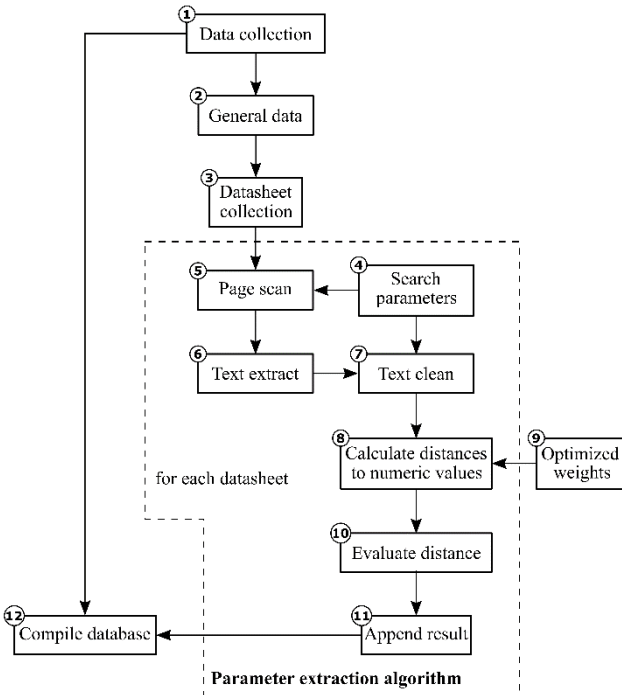 1
Data collection
2
General data
3
Datasheet
collection
4
Search
parameters
5
Page scan
6
Text extract
7
Text clean
8
Calculate distances
to numeric values
9
Optimized
weights
for each datasheet
10
Evaluate distance
11
Append result
12
Compile database
Parameter extraction algorithm